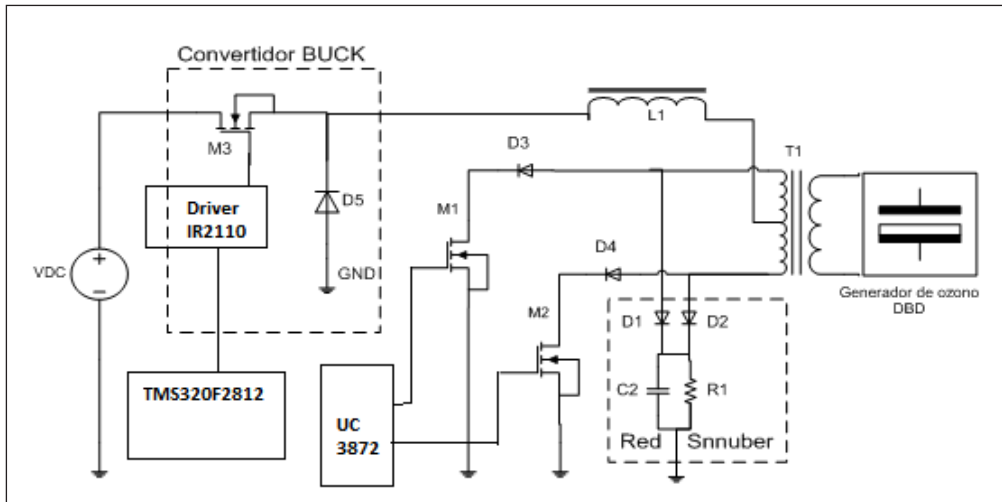 Convertidor BUCK
M3
L1
D3
T1
Driver
IR2110
D5
M1
VDC
GND
D4
Generador de ozono
DBD
M2
D1
D2
TMS320F2812
UC
3872
C2
R1
Red Snnuber